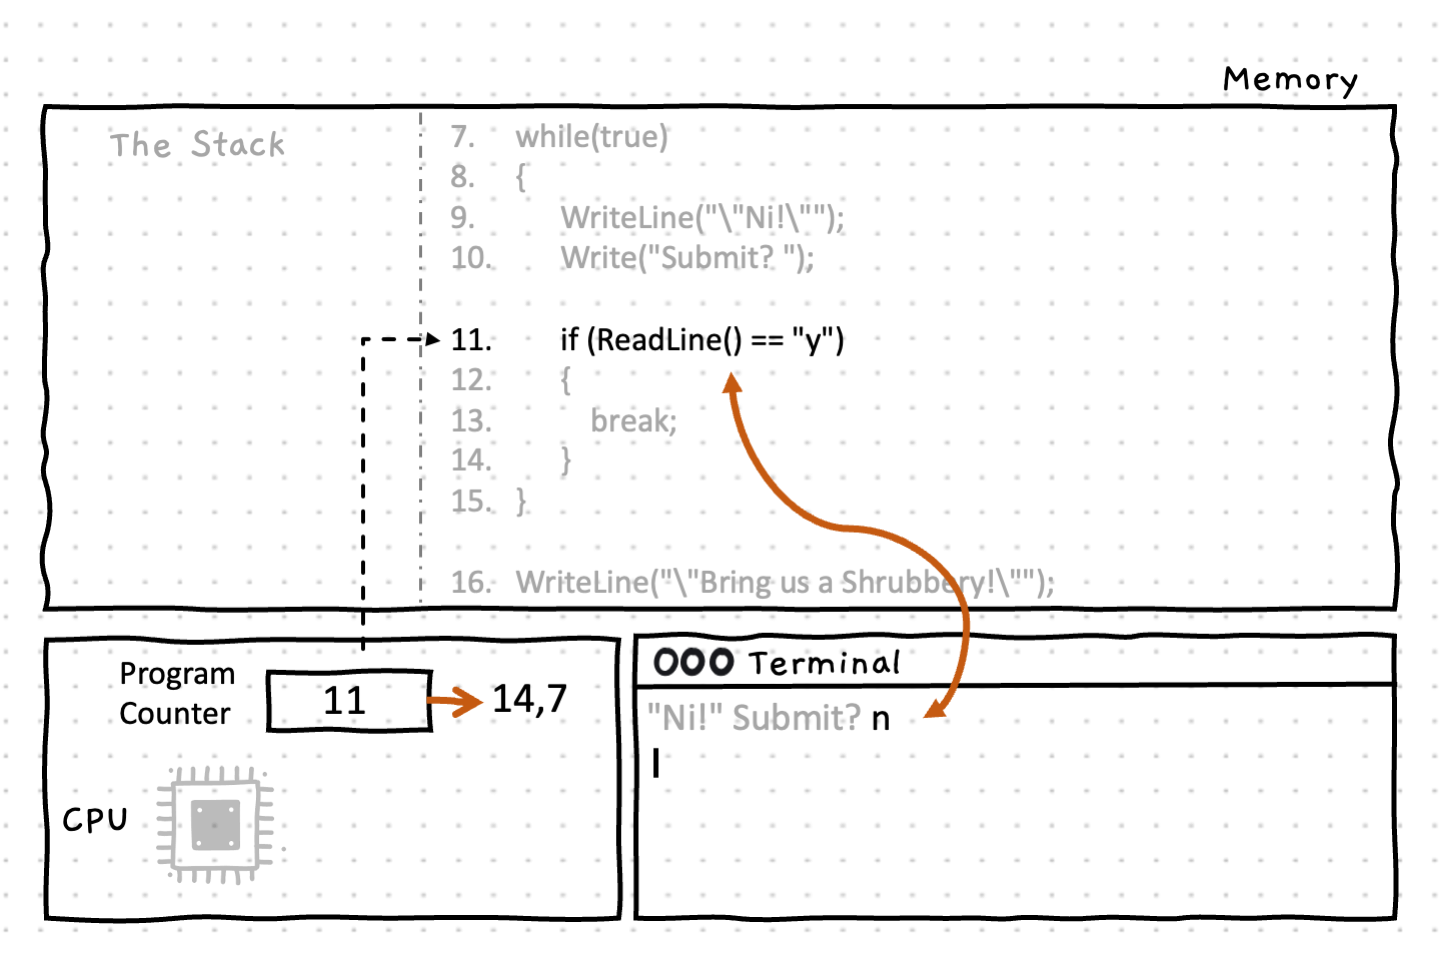 Memory
The Stack
7. while(true)
8. {
9. WriteLine("\"Ni!\"");
10. Write("Submit? ");
11. if (ReadLine() == "y")
12. {
13. break;
14. }
15. }
16. WriteLine("\"Bring us a Shrubbery!\"");
Program
Counter
11
14,7
CPU
Terminal
"Ni!" Submit? n